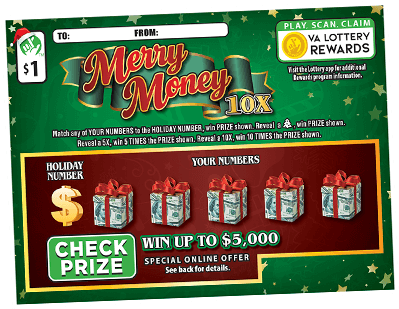 TO: FROM:
PLAY. SCAN. CLAIM
VA LOTTERY
REWARDS
Visit the lottery app for additional
Rewards program information.
$1
Merry
Money
10X
Match any of YOUR NUMBERS to the HOLIDAY NUMBER, win PRIZE shown. Reveal a , win PRIZE shown.
Reveal a 5X, win 5 TIMES the PRIZE shown. Reveal a 10X, win 10 TIMES the PRIZE shown.
HOLIDAY
NUMBER
YOUR NUMBERS
$
CHECK
PRIZE
WIN UP TO $5,000
SPECIAL ONLINE OFFER
See back for details.